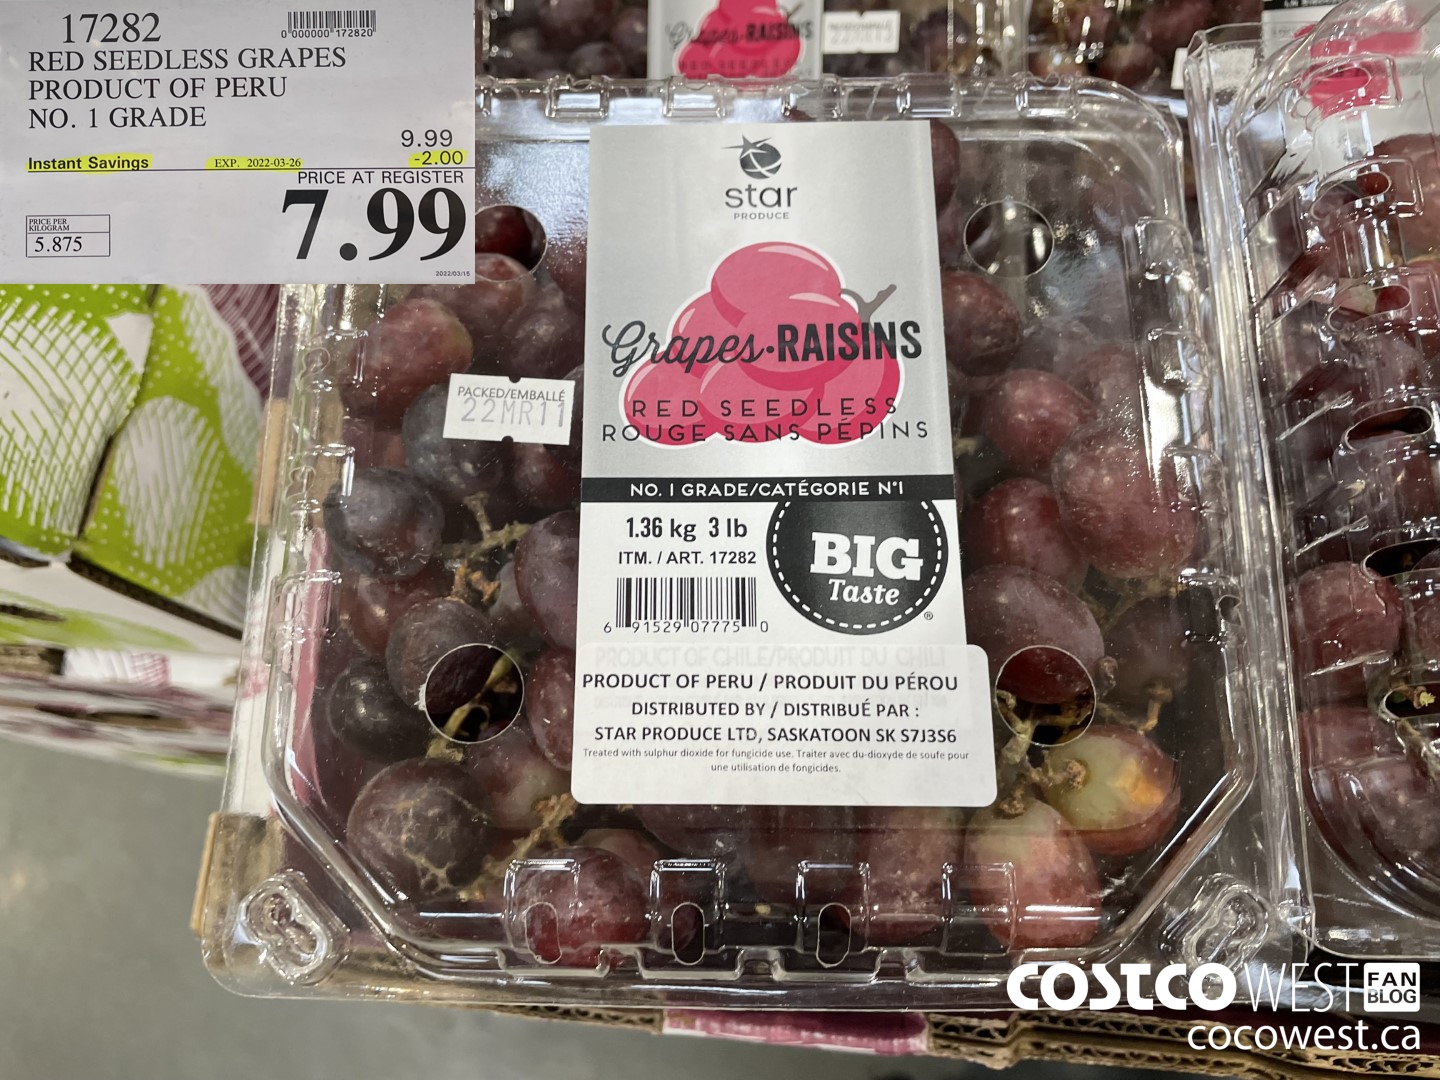 17282
0 000000 172820
RED SEEDLESS GRAPES
PRODUCT OF PERU
NO. 1 GRADE
9.99
Instant Savings EXP. 2022-03-26 -2.00
PRICE AT REGISTER
7.99
PRICE PER
KILOGRAM
5.875
2022/03/15
star
PRODUCE
Grapes•RAISINS
RED SEEDLESS
ROUGE SANS PÉPINS
PACKED/EMBALLÉ
22MR11
NO. 1 GRADE/CATÉGORIE N°1
1.36 kg 3 lb
ITM. / ART. 17282
6 91529 07775 0
BIG
Taste
®
PRODUCT OF CHILE/PRODUIT DU CHILI
PRODUCT OF PERU / PRODUIT DU PÉROU
DISTRIBUTED BY / DISTRIBUÉ PAR :
STAR PRODUCE LTD, SASKATOON SK S7J3S6
Treated with sulphur dioxide for fungicide use. Traiter avec du-dioxyde de soufe pour
une utilisation de fongicides.
Grapes•RAISINS
COSTCO WEST FAN
BLOG
cocowest.ca